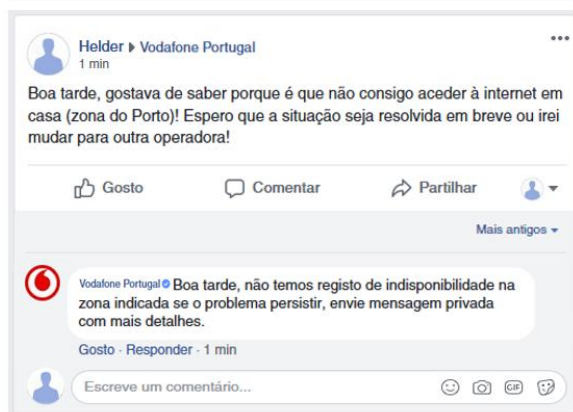 Helder ▸ Vodafone Portugal
1 min
Boa tarde, gostava de saber porque é que não consigo aceder à internet em
casa (zona do Porto)! Espero que a situação seja resolvida em breve ou irei
mudar para outra operadora!
Gosto Comentar Partilhar
Mais antigos
Vodafone Portugal Boa tarde, não temos registo de indisponibilidade na
zona indicada se o problema persistir, envie mensagem privada
com mais detalhes.
Gosto · Responder · 1 min
Escreve um comentário... GIF